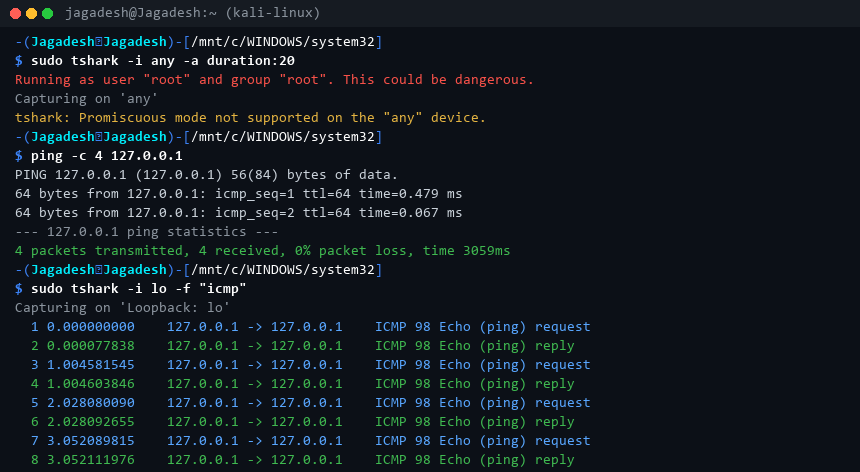 jagadesh@Jagadesh:~ (kali-linux)
-(Jagadesh▯Jagadesh)-[/mnt/c/WINDOWS/system32]
$ sudo tshark -i any -a duration:20
Running as user "root" and group "root". This could be dangerous.
Capturing on 'any'
tshark: Promiscuous mode not supported on the "any" device.
-(Jagadesh▯Jagadesh)-[/mnt/c/WINDOWS/system32]
$ ping -c 4 127.0.0.1
PING 127.0.0.1 (127.0.0.1) 56(84) bytes of data.
64 bytes from 127.0.0.1: icmp_seq=1 ttl=64 time=0.479 ms
64 bytes from 127.0.0.1: icmp_seq=2 ttl=64 time=0.067 ms
--- 127.0.0.1 ping statistics ---
4 packets transmitted, 4 received, 0% packet loss, time 3059ms
-(Jagadesh▯Jagadesh)-[/mnt/c/WINDOWS/system32]
$ sudo tshark -i lo -f "icmp"
Capturing on 'Loopback: lo'
1 0.000000000    127.0.0.1 -> 127.0.0.1    ICMP 98 Echo (ping) request
2 0.000077838    127.0.0.1 -> 127.0.0.1    ICMP 98 Echo (ping) reply
3 1.004581545    127.0.0.1 -> 127.0.0.1    ICMP 98 Echo (ping) request
4 1.004603846    127.0.0.1 -> 127.0.0.1    ICMP 98 Echo (ping) reply
5 2.028080090    127.0.0.1 -> 127.0.0.1    ICMP 98 Echo (ping) request
6 2.028092655    127.0.0.1 -> 127.0.0.1    ICMP 98 Echo (ping) reply
7 3.052089815    127.0.0.1 -> 127.0.0.1    ICMP 98 Echo (ping) request
8 3.052111976    127.0.0.1 -> 127.0.0.1    ICMP 98 Echo (ping) reply